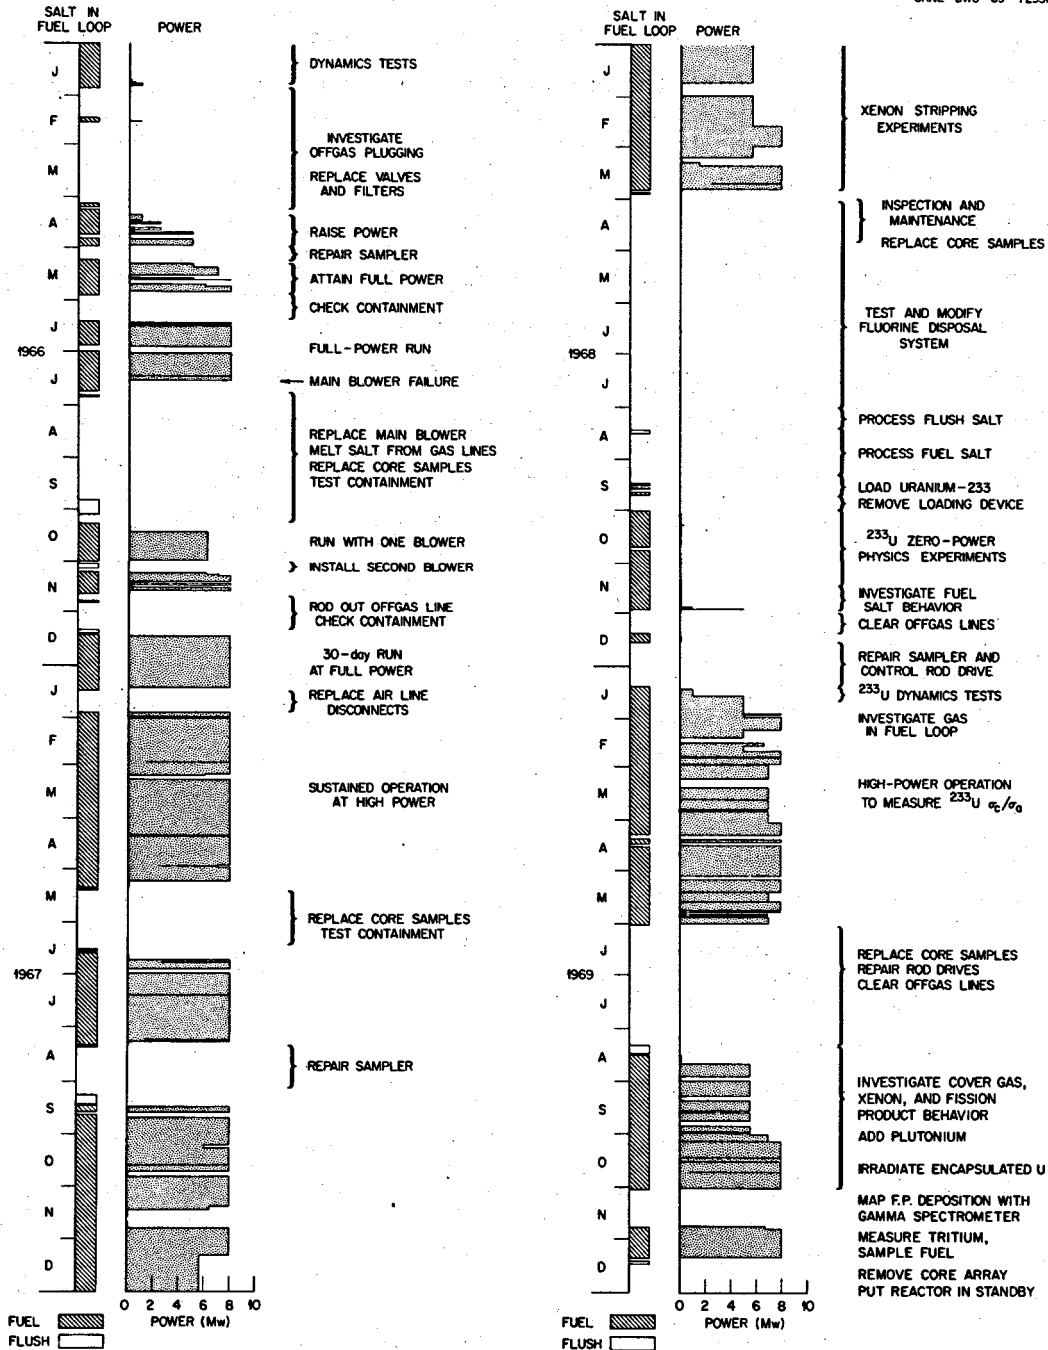 SALT IN
FUEL LOOP POWER
J
F
M
A
M
J
1966
J
A
S
O
N
D
J
F
M
A
M
J
1967
J
A
S
O
N
D
0 2 4 6 8 10
POWER (Mw)
FUEL
FLUSH
DYNAMICS TESTS
INVESTIGATE
OFFGAS PLUGGING
REPLACE VALVES
AND FILTERS
RAISE POWER
REPAIR SAMPLER
ATTAIN FULL POWER
CHECK CONTAINMENT
FULL-POWER RUN
MAIN BLOWER FAILURE
REPLACE MAIN BLOWER
MELT SALT FROM GAS LINES
REPLACE CORE SAMPLES
TEST CONTAINMENT
RUN WITH ONE BLOWER
INSTALL SECOND BLOWER
ROD OUT OFFGAS LINE
CHECK CONTAINMENT
30-day RUN
AT FULL POWER
REPLACE AIR LINE
DISCONNECTS
SUSTAINED OPERATION
AT HIGH POWER
REPLACE CORE SAMPLES
TEST CONTAINMENT
REPAIR SAMPLER
SALT IN
FUEL LOOP POWER
J
F
M
A
M
J
1968
J
A
S
O
N
D
J
F
M
A
M
J
1969
J
A
S
O
N
D
0 2 4 6 8 10
POWER (Mw)
FUEL
FLUSH
XENON STRIPPING
EXPERIMENTS
INSPECTION AND
MAINTENANCE
REPLACE CORE SAMPLES
TEST AND MODIFY
FLUORINE DISPOSAL
SYSTEM
PROCESS FLUSH SALT
PROCESS FUEL SALT
LOAD URANIUM-233
REMOVE LOADING DEVICE
²³³U ZERO-POWER
PHYSICS EXPERIMENTS
INVESTIGATE FUEL
SALT BEHAVIOR
CLEAR OFFGAS LINES
REPAIR SAMPLER AND
CONTROL ROD DRIVE
²³³U DYNAMICS TESTS
INVESTIGATE GAS
IN FUEL LOOP
HIGH-POWER OPERATION
TO MEASURE ²³³U σc/σa
REPLACE CORE SAMPLES
REPAIR ROD DRIVES
CLEAR OFFGAS LINES
INVESTIGATE COVER GAS,
XENON, AND FISSION
PRODUCT BEHAVIOR
ADD PLUTONIUM
IRRADIATE ENCAPSULATED U
MAP F.P. DEPOSITION WITH
GAMMA SPECTROMETER
MEASURE TRITIUM,
SAMPLE FUEL
REMOVE CORE ARRAY
PUT REACTOR IN STANDBY